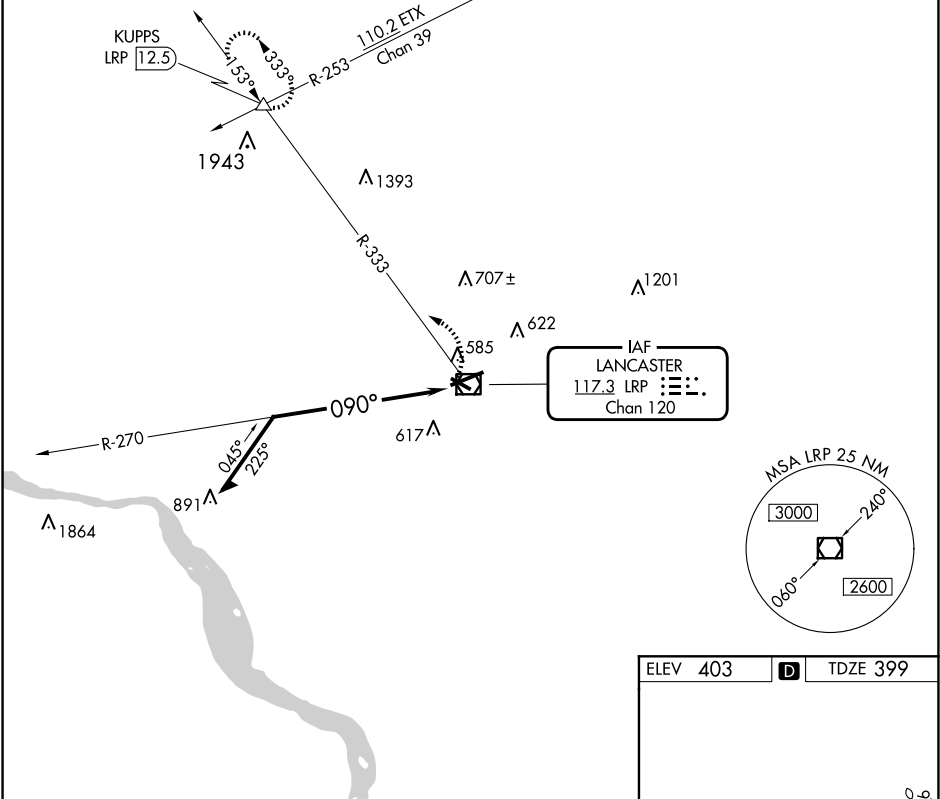 KUPPS
LRP 12.5
153°
333°
R-253
110.2 ETX
Chan 39
1943
1393
R-333
707±
1201
622
585
IAF
LANCASTER
117.3 LRP
Chan 120
090°
R-270
045°
225°
617
891
1864
MSA LRP 25 NM
3000
240°
060°
2600
ELEV 403
D
TDZE 399